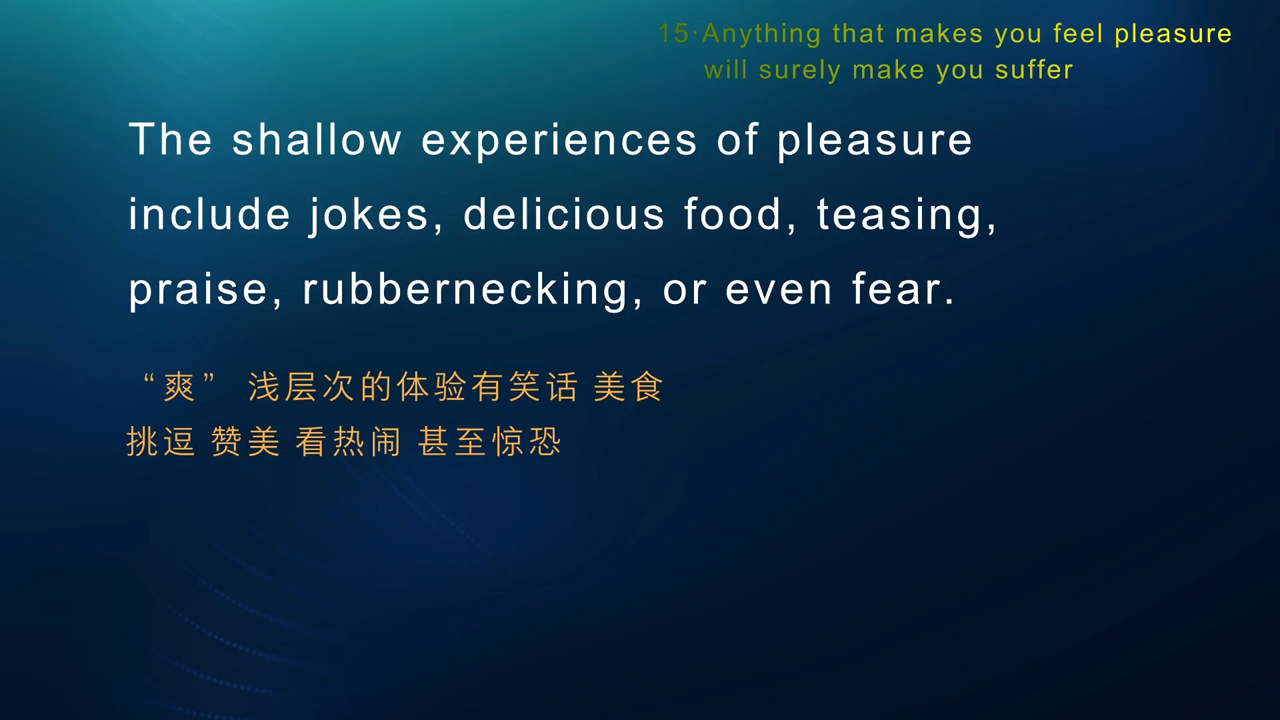 15·Anything that makes you feel pleasure
will surely make you suffer
The shallow experiences of pleasure
include jokes, delicious food, teasing,
praise, rubbernecking, or even fear.
“爽” 浅层次的体验有笑话 美食
挑逗 赞美 看热闹 甚至惊恐